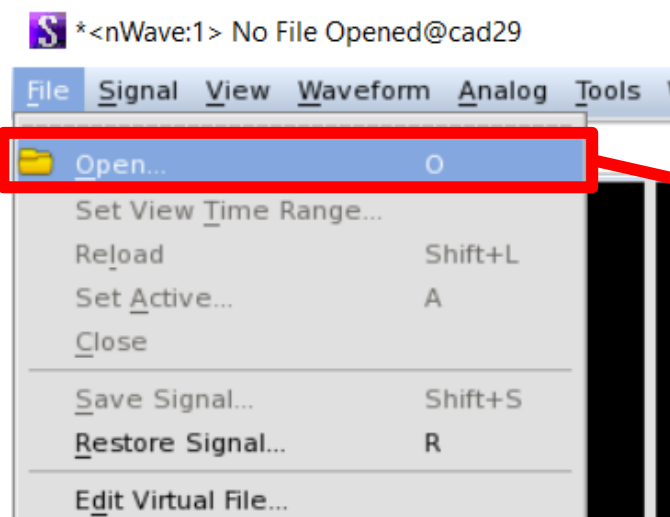 *<nWave:1> No File Opened@cad29
File Signal View Waveform Analog Tools
Open... O
Set View Time Range...
Reload Shift+L
Set Active... A
Close
Save Signal... Shift+S
Restore Signal... R
Edit Virtual File...